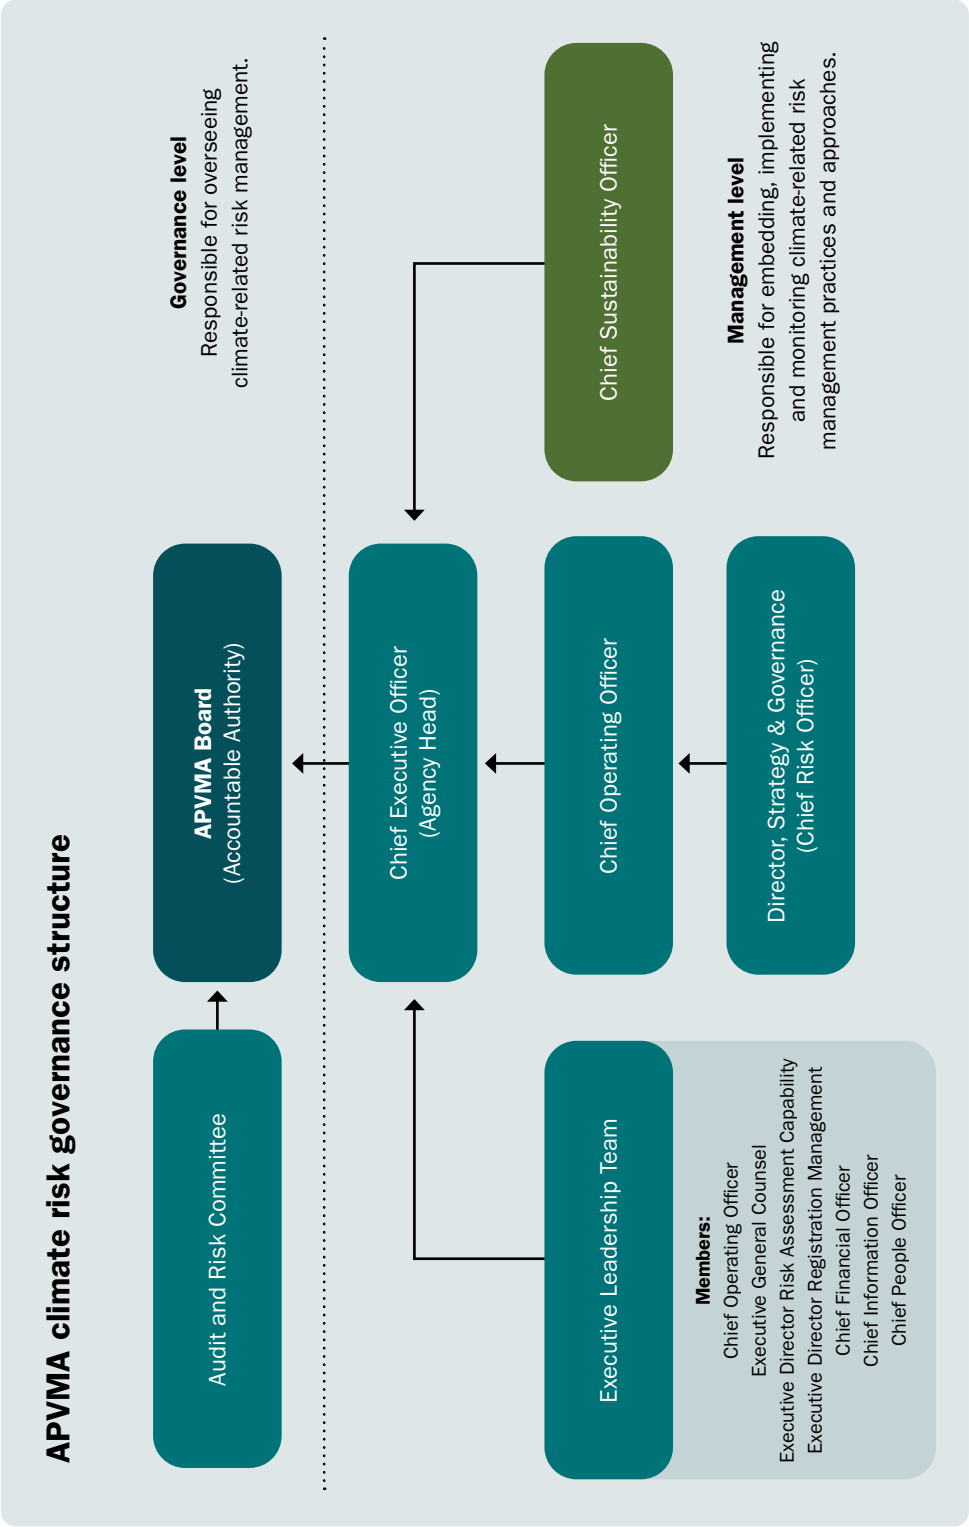 APVMA climate risk governance structure
Audit and Risk Committee
APVMA Board
(Accountable Authority)
Governance level
Responsible for overseeing
climate-related risk management.
Chief Executive Officer
(Agency Head)
Executive Leadership Team
Members:
Chief Operating Officer
Executive General Counsel
Executive Director Risk Assessment Capability
Executive Director Registration Management
Chief Financial Officer
Chief Information Officer
Chief People Officer
Chief Operating Officer
Director, Strategy & Governance
(Chief Risk Officer)
Chief Sustainability Officer
Management level
Responsible for embedding, implementing
and monitoring climate-related risk
management practices and approaches.